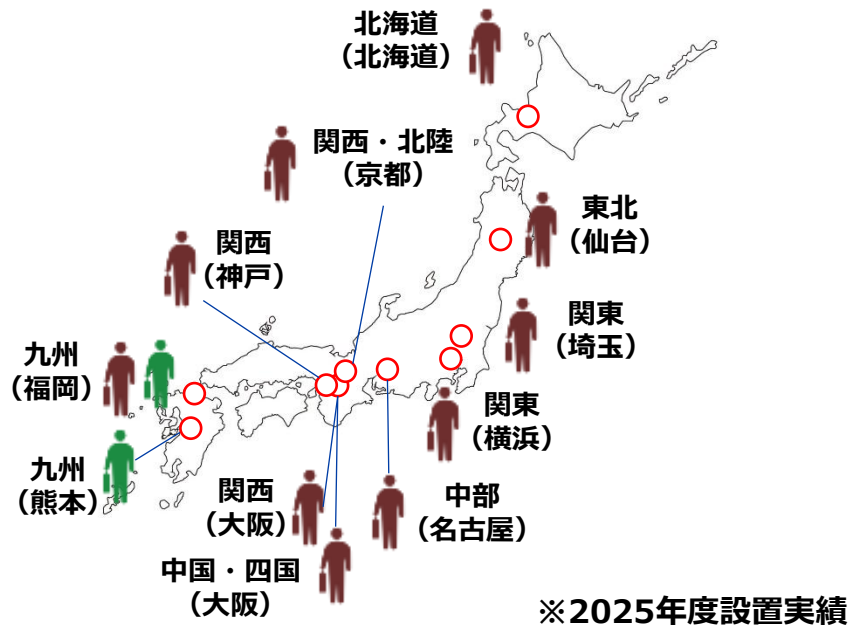 北海道
（北海道）
関西・北陸
（京都）
東北
（仙台）
関西
（神戸）
関東
（埼玉）
九州
（福岡）
関東
（横浜）
九州
（熊本）
関西
（大阪）
中部
（名古屋）
中国・四国
（大阪）
※2025年度設置実績